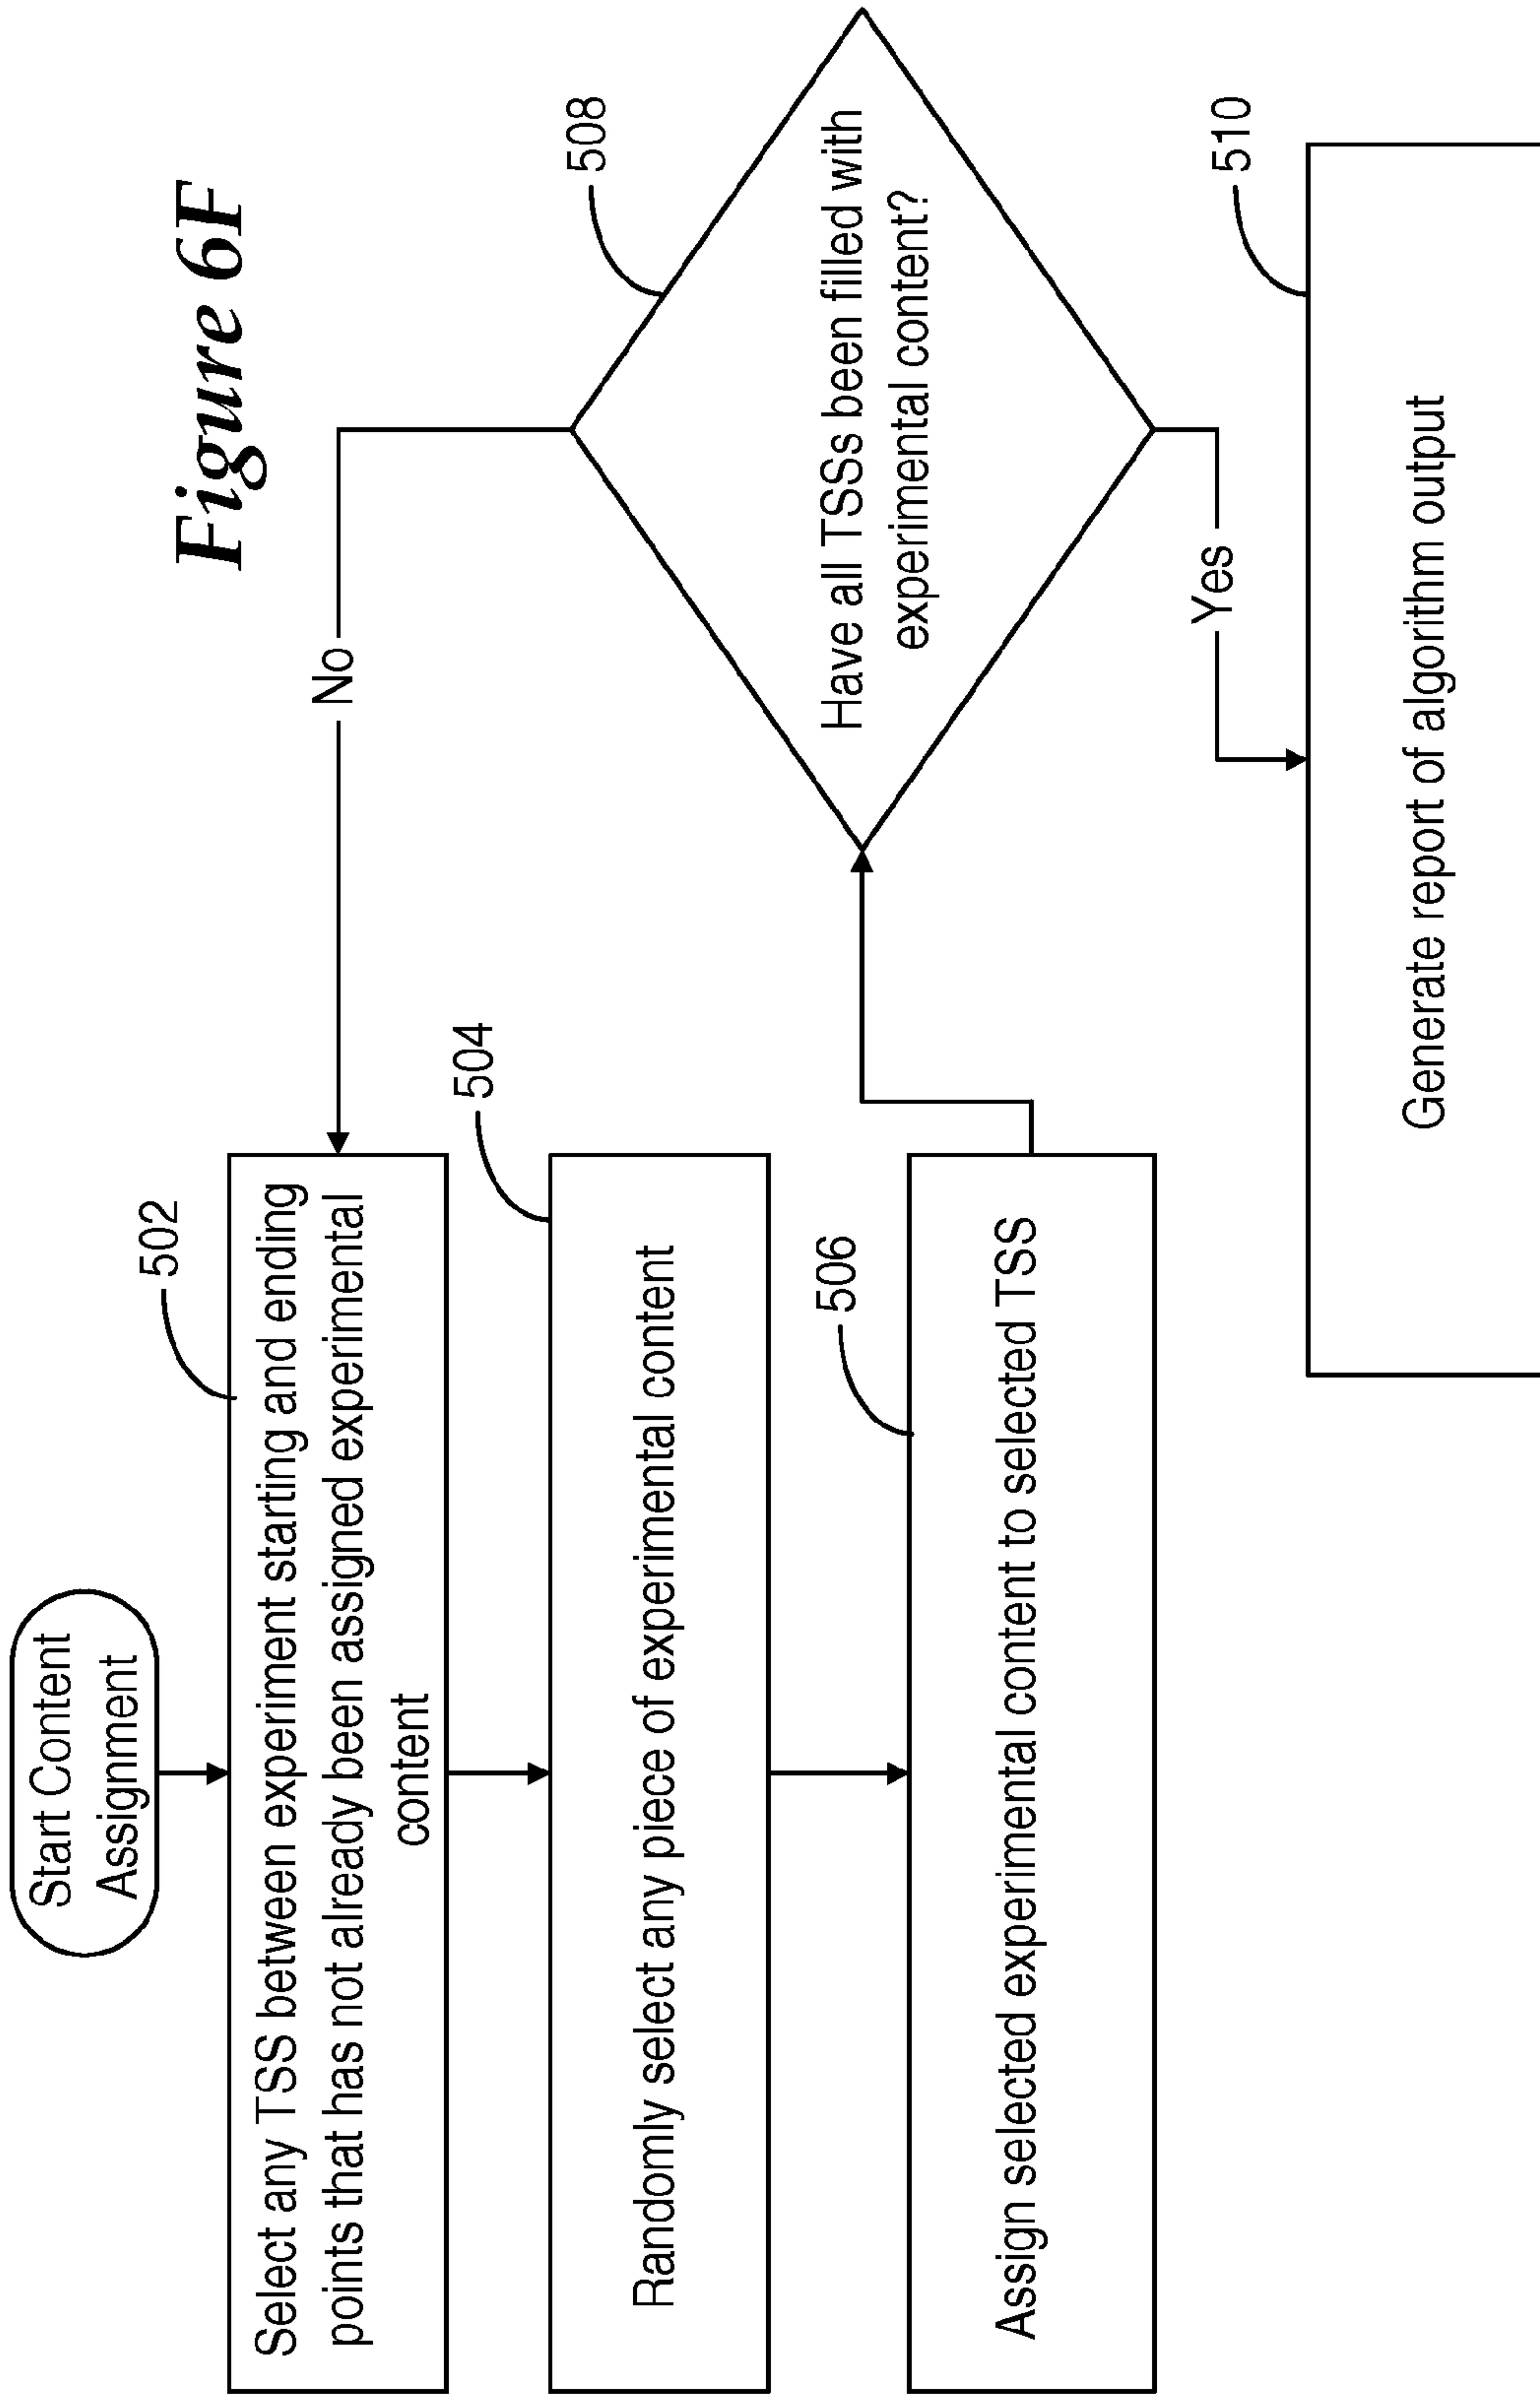 Figure 6F
Start Content
Assignment
502
Select any TSS between experiment starting and ending
points that has not already been assigned experimental
content
504
Randomly select any piece of experimental content
506
Assign selected experimental content to selected TSS
508
Have all TSSs been filled with
experimental content?
No
Yes
510
Generate report of algorithm output